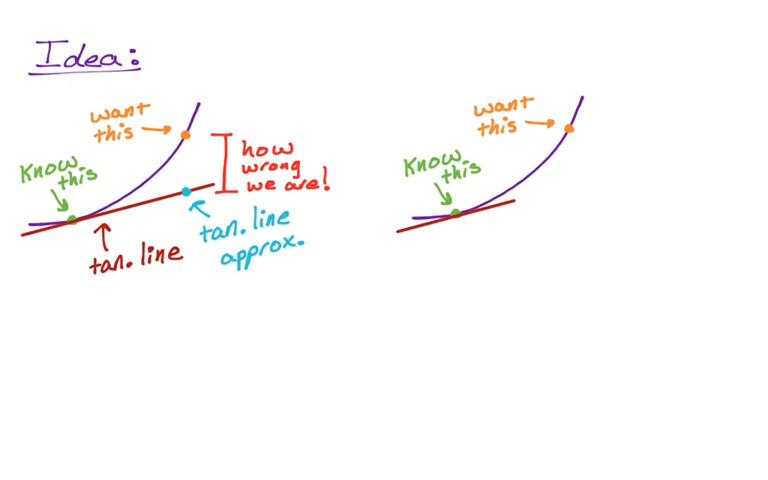 Idea:
want
this
Know
this
how
wrong
we are!
tan. line
tan. line
approx.
want
this
Know
this